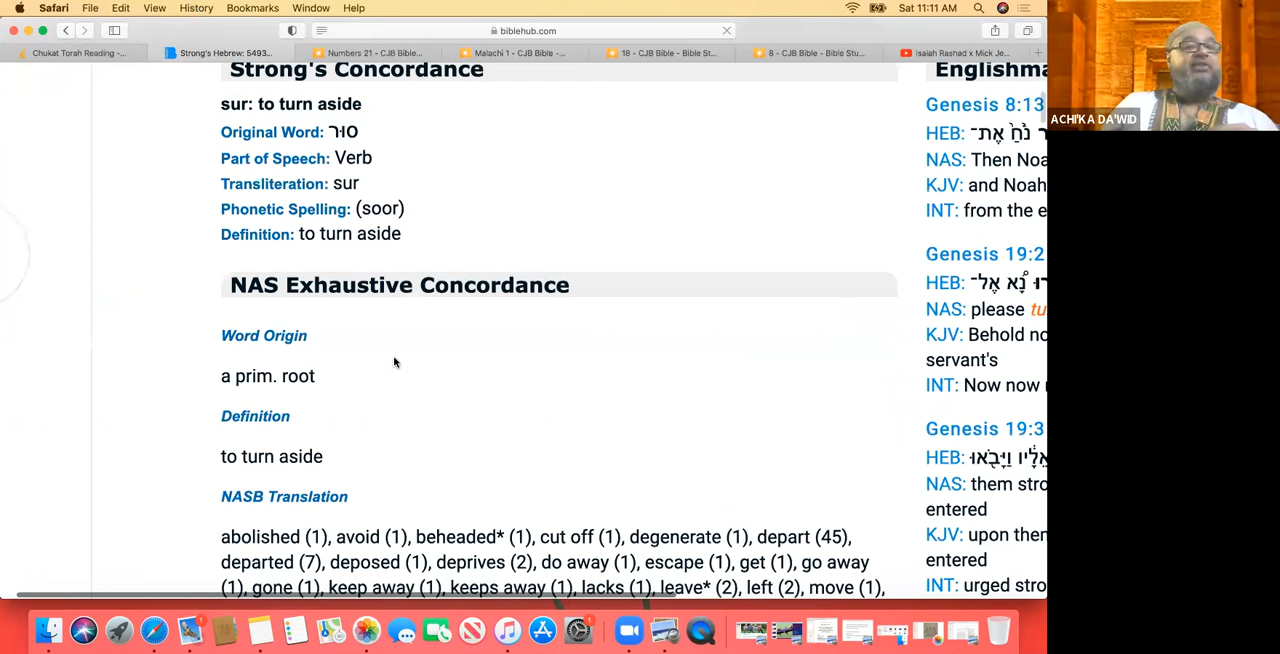 Safari File Edit View History Bookmarks Window Help Sat 11:11 AM
biblehub.com
Chukat Torah Reading -... Strong's Hebrew: 5493... Numbers 21 - CJB Bible... Malachi 1 - CJB Bible -... 18 - CJB Bible - Bible St... 8 - CJB Bible - Bible Stu... Isaiah Rashad x Mick Je...
Strong's Concordance
sur: to turn aside
Original Word: סוּר
Part of Speech: Verb
Transliteration: sur
Phonetic Spelling: (soor)
Definition: to turn aside
NAS Exhaustive Concordance
Word Origin
a prim. root
Definition
to turn aside
NASB Translation
abolished (1), avoid (1), beheaded* (1), cut off (1), degenerate (1), depart (45),
departed (7), deposed (1), deprives (2), do away (1), escape (1), get (1), go away
(1), gone (1), keep away (1), keeps away (1), lacks (1), leave* (2), left (2), move (1),
Englishma
Genesis 8:13
HEB: נֹ֙חַ֙ אֶת־
NAS: Then Noa
KJV: and Noah
INT: from the e
Genesis 19:2
HEB: נָּ֠א אֶל־
NAS: please tu
KJV: Behold no
servant's
INT: Now now
Genesis 19:3
HEB: אֵלָ֔יו וַיָּבֹ֖אוּ
NAS: them stro
entered
KJV: upon then
entered
INT: urged stro
ACHI'KA DA'WID